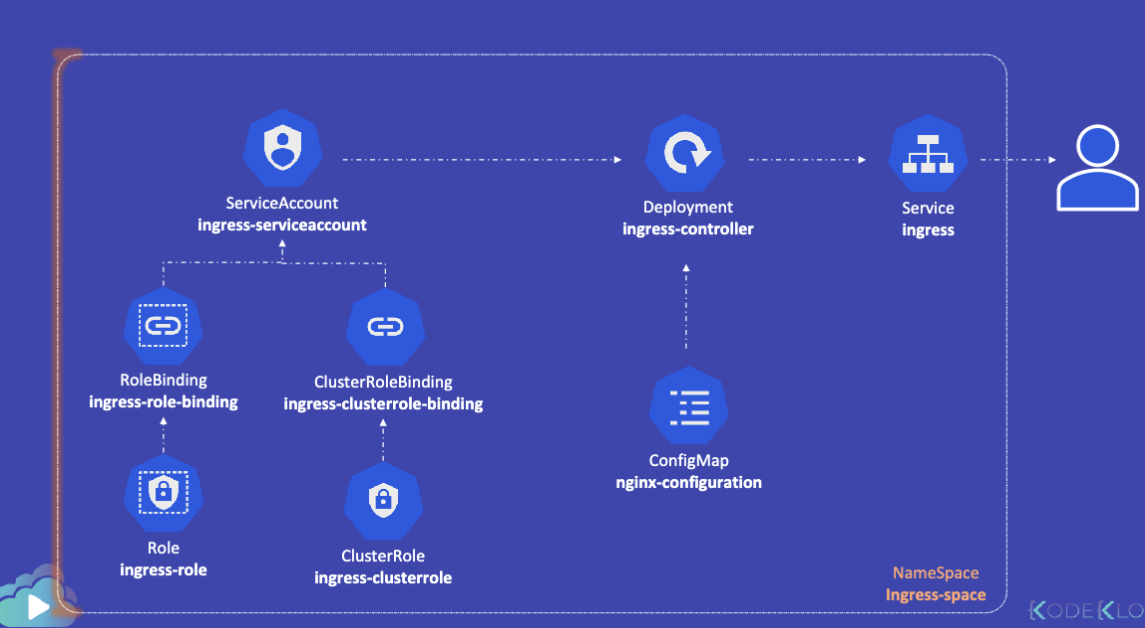 ServiceAccount
ingress-serviceaccount
Deployment
ingress-controller
Service
ingress
RoleBinding
ingress-role-binding
ClusterRoleBinding
ingress-clusterrole-binding
ConfigMap
nginx-configuration
Role
ingress-role
ClusterRole
ingress-clusterrole
NameSpace
Ingress-space
KODEKLO